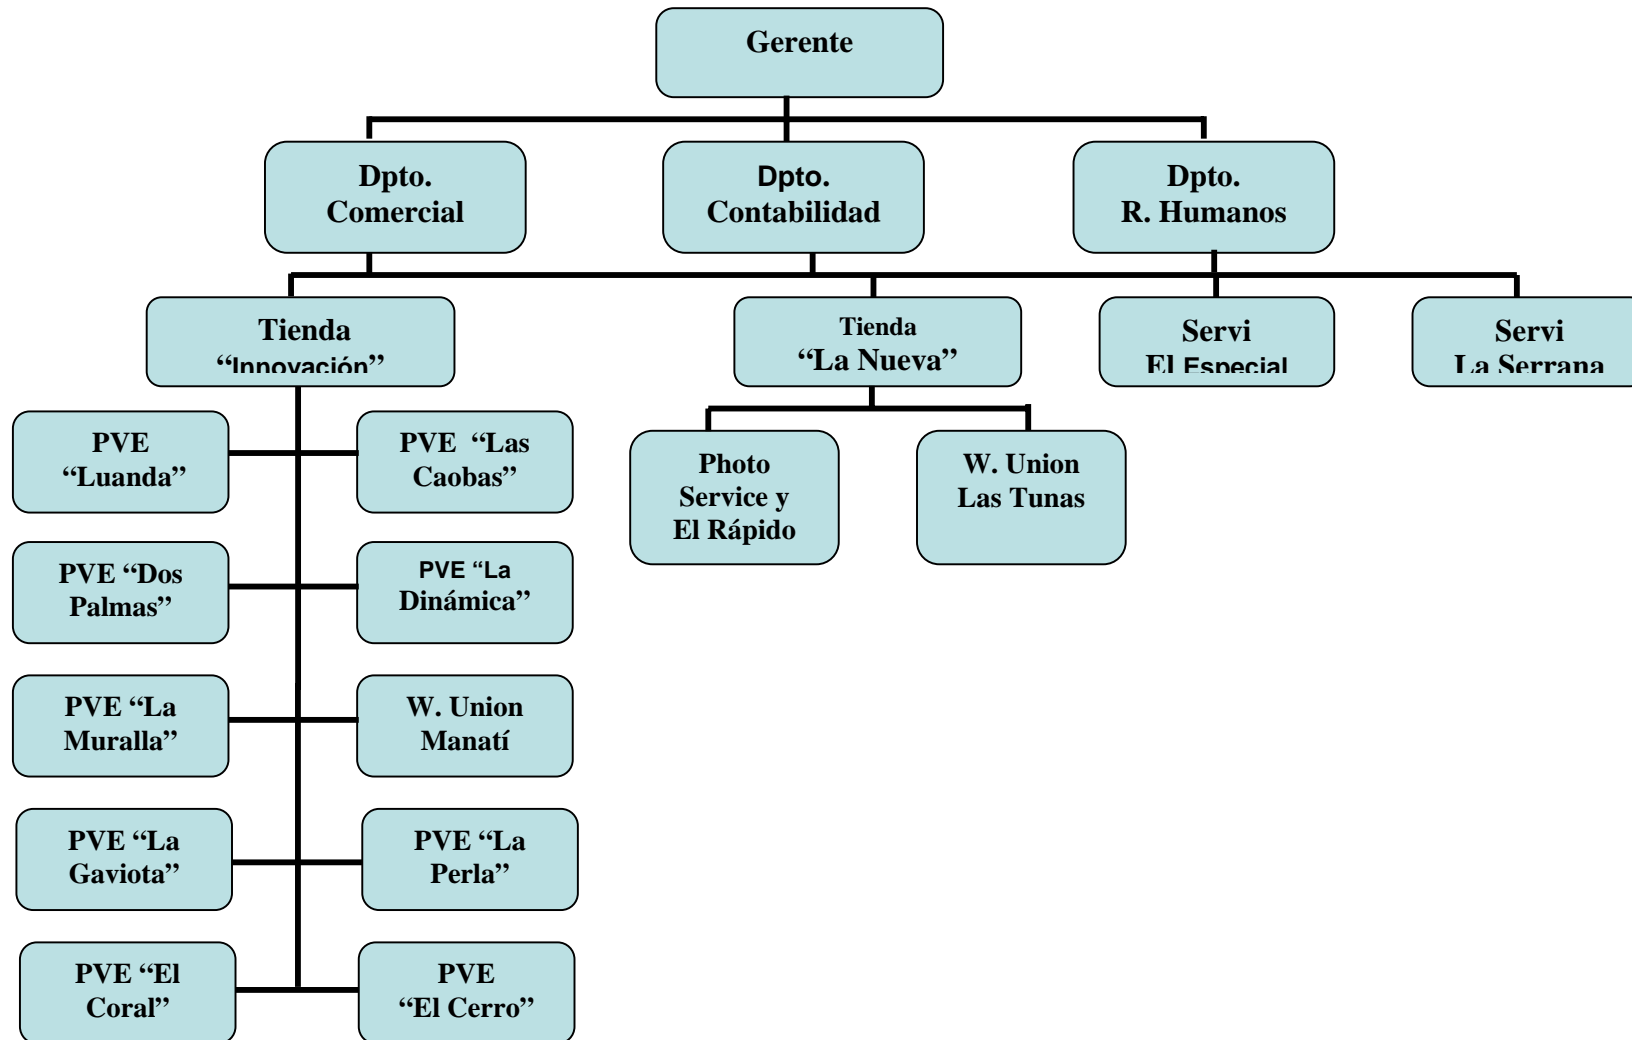 Gerente
Dpto.
Comercial
Dpto.
Contabilidad
Dpto.
R. Humanos
Tienda
“Innovación”
Tienda
“La Nueva”
Servi
El Especial
Servi
La Serrana
PVE
“Luanda”
PVE “Las
Caobas”
Photo
Service y
El Rápido
W. Union
Las Tunas
PVE “Dos
Palmas”
PVE “La
Dinámica”
PVE “La
Muralla”
W. Union
Manatí
PVE “La
Gaviota”
PVE “La
Perla”
PVE “El
Coral”
PVE
“El Cerro”